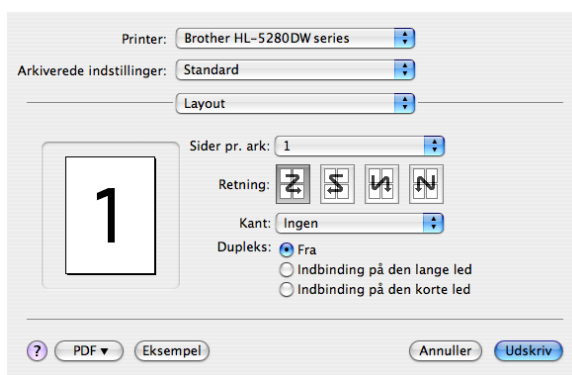 Printer: Brother HL-5280DW series
Arkiverede indstillinger: Standard
Layout
Sider pr. ark: 1
1
Retning:
Kant: Ingen
Dupleks: Fra
Indbinding på den lange led
Indbinding på den korte led
? PDF ▼ Eksempel Annuller Udskriv